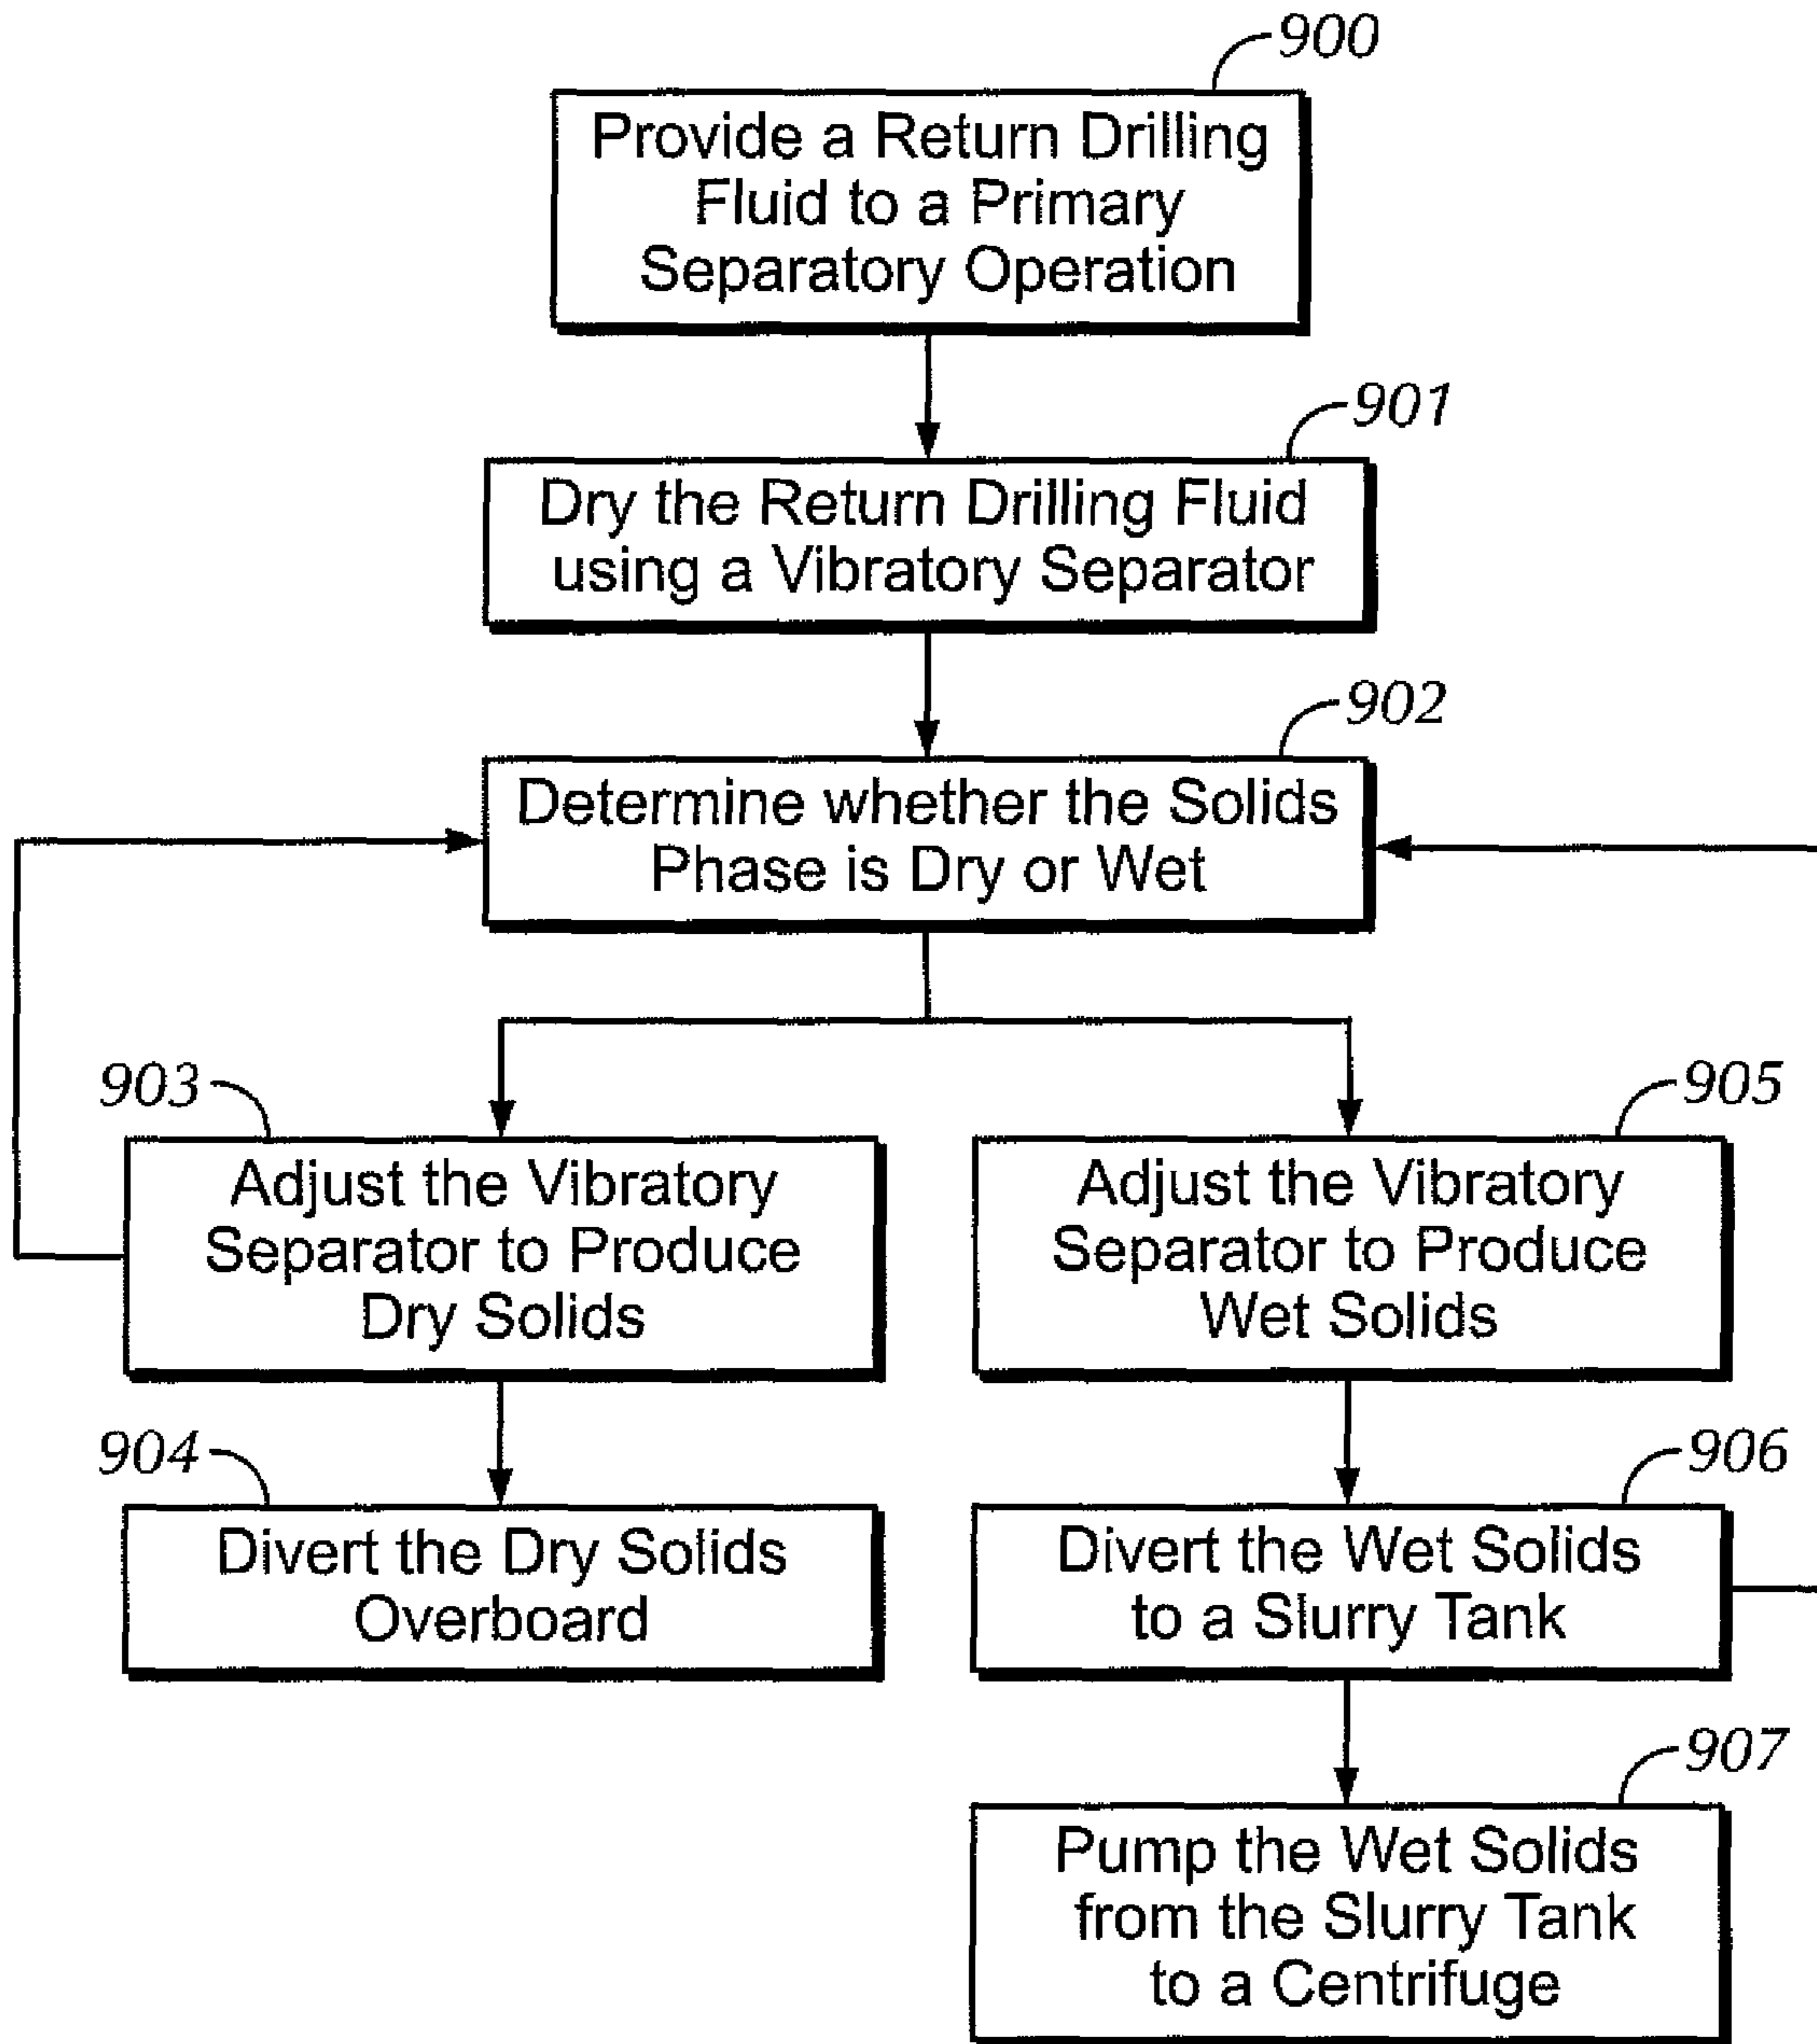 900
Provide a Return Drilling
Fluid to a Primary
Separatory Operation
901
Dry the Return Drilling Fluid
using a Vibratory Separator
902
Determine whether the Solids
Phase is Dry or Wet
903
Adjust the Vibratory
Separator to Produce
Dry Solids
905
Adjust the Vibratory
Separator to Produce
Wet Solids
904
Divert the Dry Solids
Overboard
906
Divert the Wet Solids
to a Slurry Tank
907
Pump the Wet Solids
from the Slurry Tank
to a Centrifuge